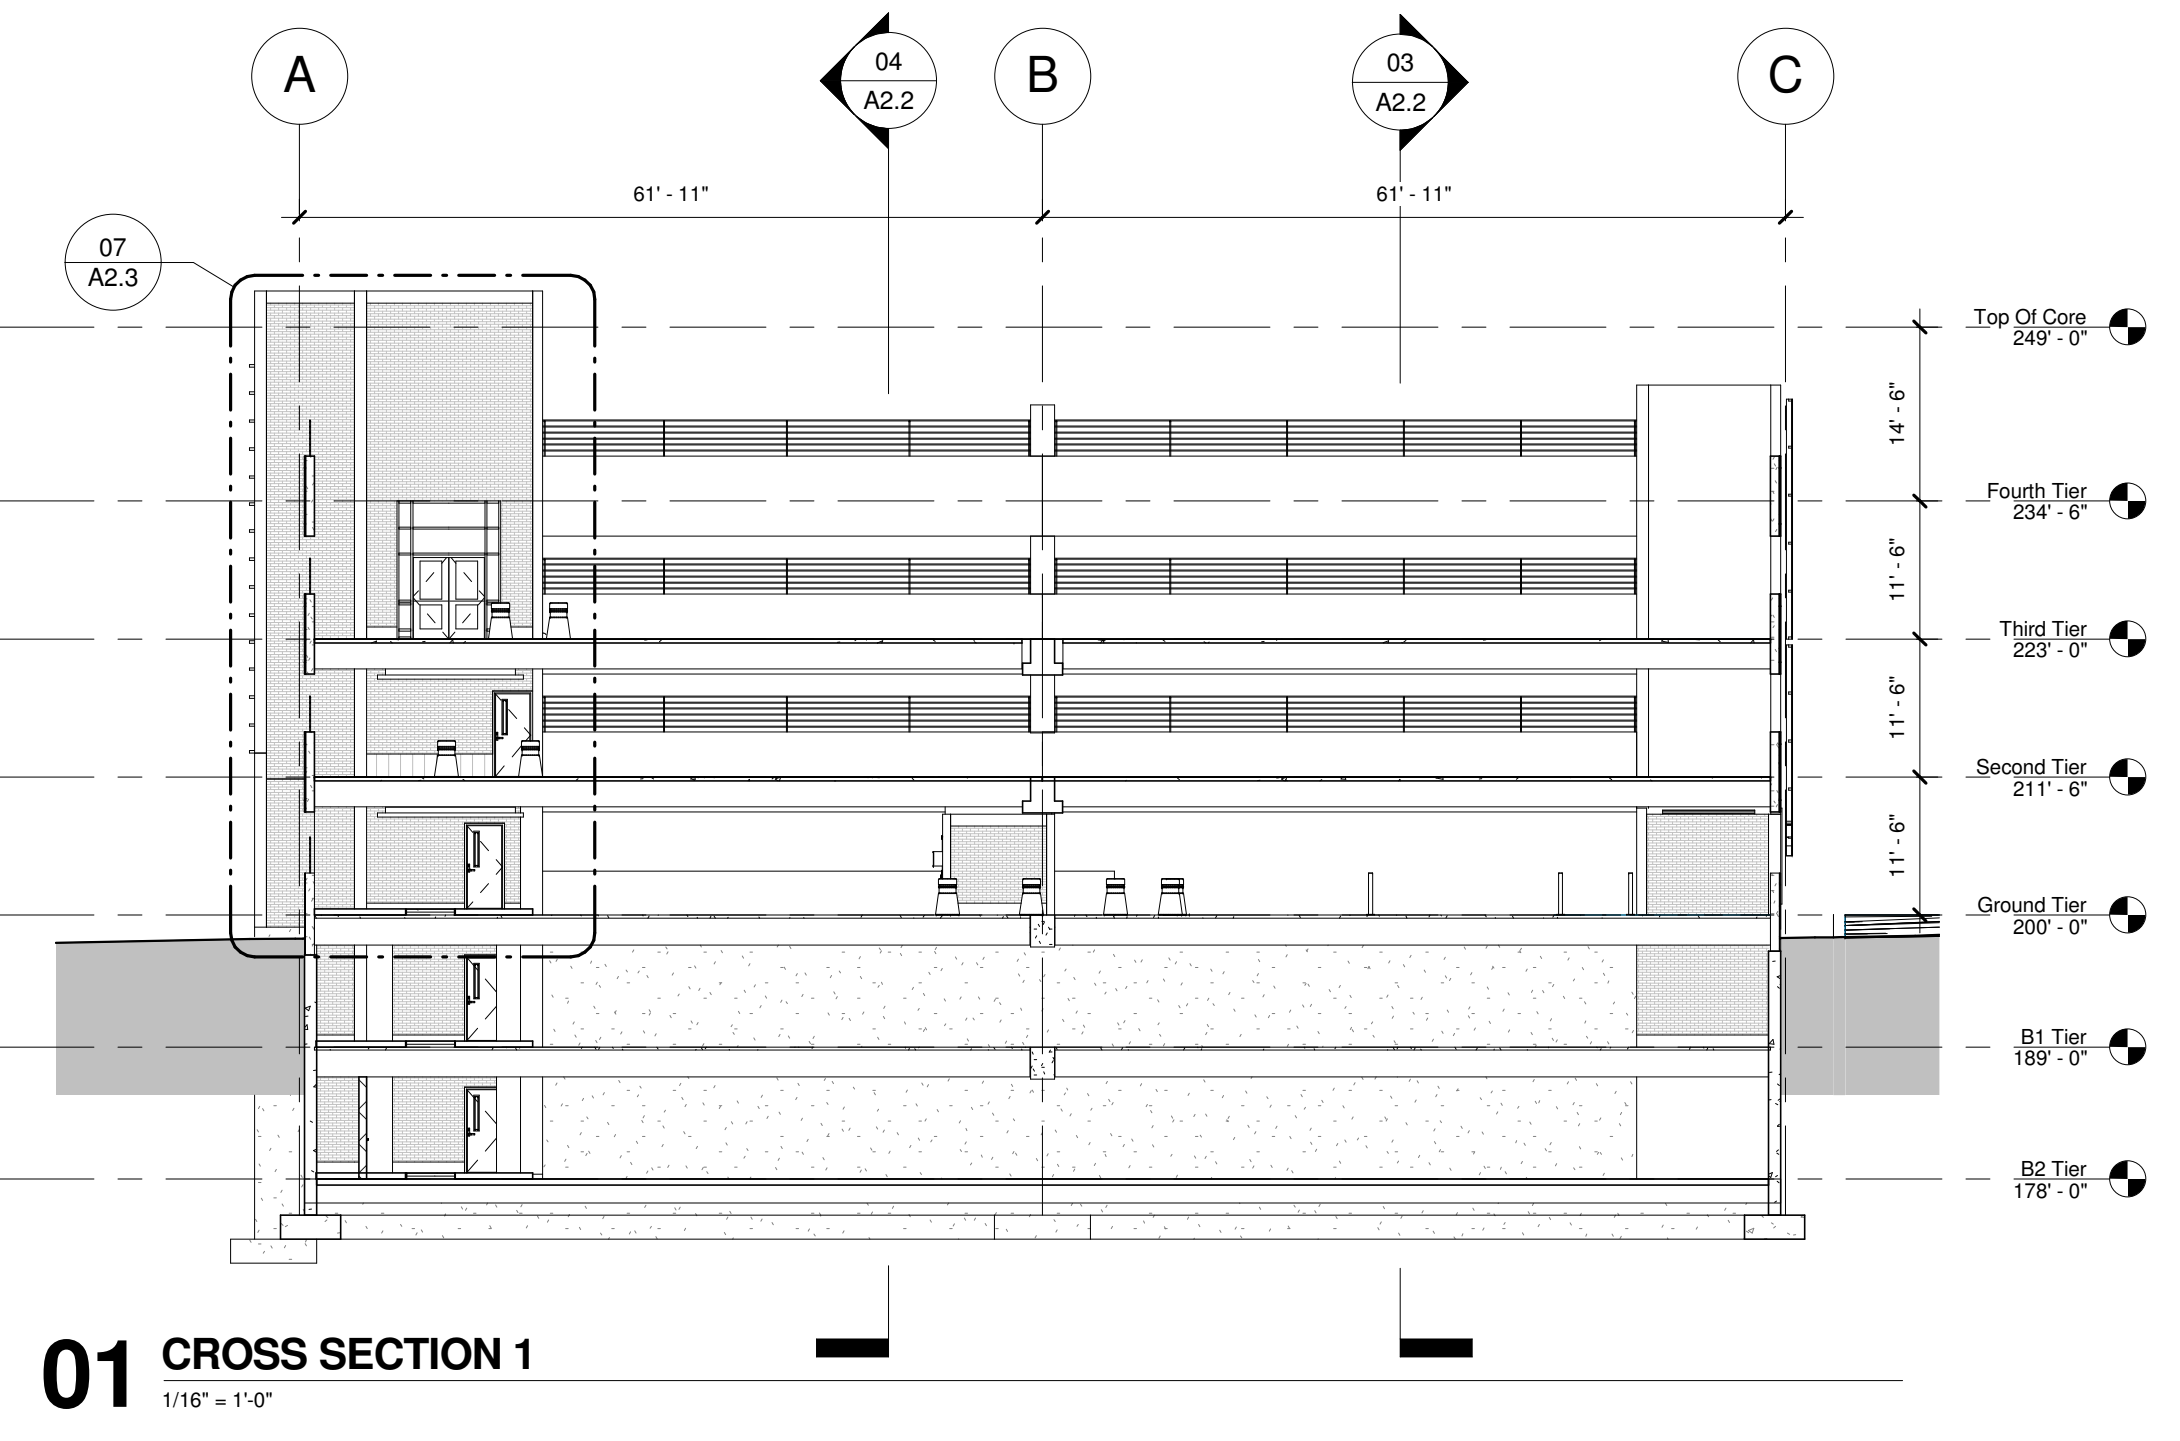 A
04
A2.2
B
03
A2.2
C
61' - 11"
61' - 11"
07
A2.3
Top Of Core
249' - 0"
14' - 6"
Fourth Tier
234' - 6"
11' - 6"
Third Tier
223' - 0"
11' - 6"
Second Tier
211' - 6"
11' - 6"
Ground Tier
200' - 0"
B1 Tier
189' - 0"
B2 Tier
178' - 0"
01 CROSS SECTION 1
1/16" = 1'-0"